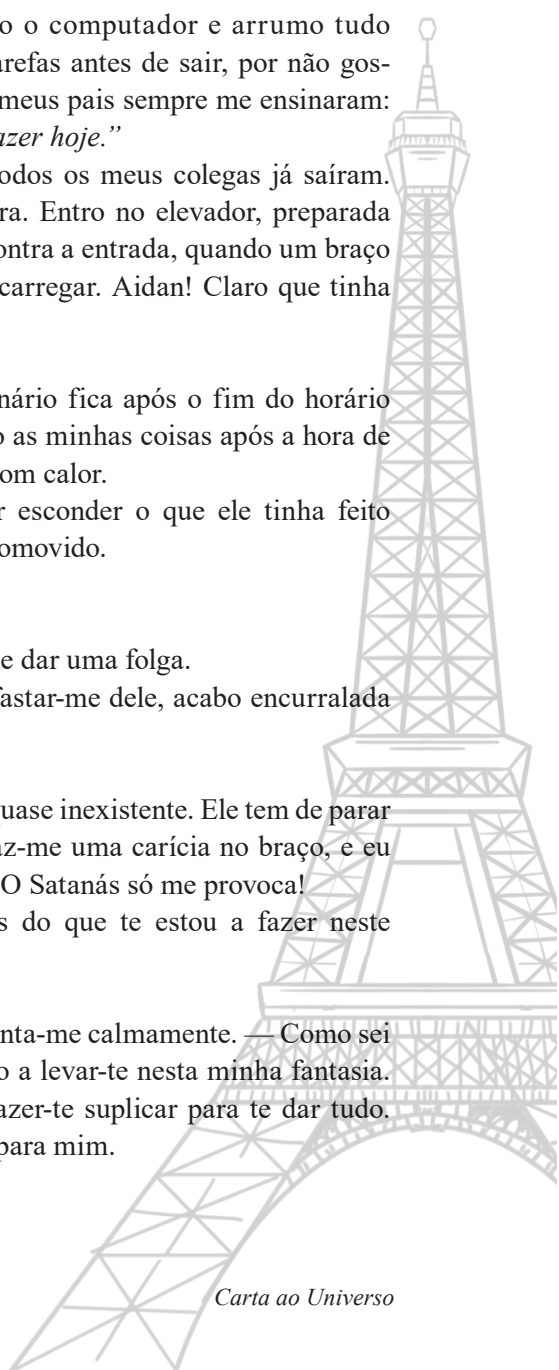 o o computador e arrumo tudo
arefas antes de sair, por não gos-
meus pais sempre me ensinaram:
azer hoje.”
odos os meus colegas já saíram.
ra. Entro no elevador, preparada
ontra a entrada, quando um braço
carregar. Aidan! Claro que tinha
nário fica após o fim do horário
o as minhas coisas após a hora de
om calor.
r esconder o que ele tinha feito
omovido.
e dar uma folga.
fastar-me dele, acabo encurralada
uase inexistente. Ele tem de parar
az-me uma carícia no braço, e eu
O Satanás só me provoca!
s do que te estou a fazer neste
nta-me calmamente. — Como sei
o a levar-te nesta minha fantasia.
azer-te suplicar para te dar tudo.
para mim.
Carta ao Universo